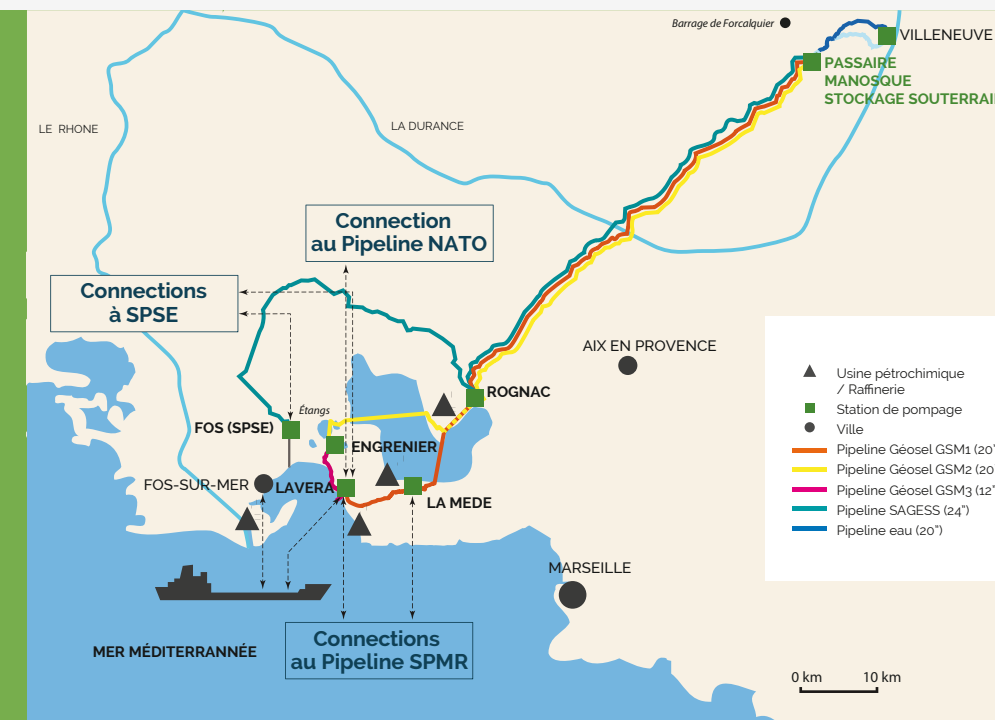 Barrage de Forcalquier
VILLENEUVE
PASSAIRE
MANOSQUE
STOCKAGE SOUTERRAI
LE RHONE
LA DURANCE
Connection
au Pipeline NATO
Connections
à SPSE
AIX EN PROVENCE
ROGNAC
Étangs
FOS (SPSE)
ENGRENIER
FOS-SUR-MER
LAVERA
LA MEDE
MARSEILLE
MER MÉDITERRANNÉE
Connections
au Pipeline SPMR
Usine pétrochimique
/ Raffinerie
Station de pompage
Ville
Pipeline Géosel GSM1 (20"
Pipeline Géosel GSM2 (20
Pipeline Géosel GSM3 (12"
Pipeline SAGESS (24")
Pipeline eau (20")
0 km 10 km